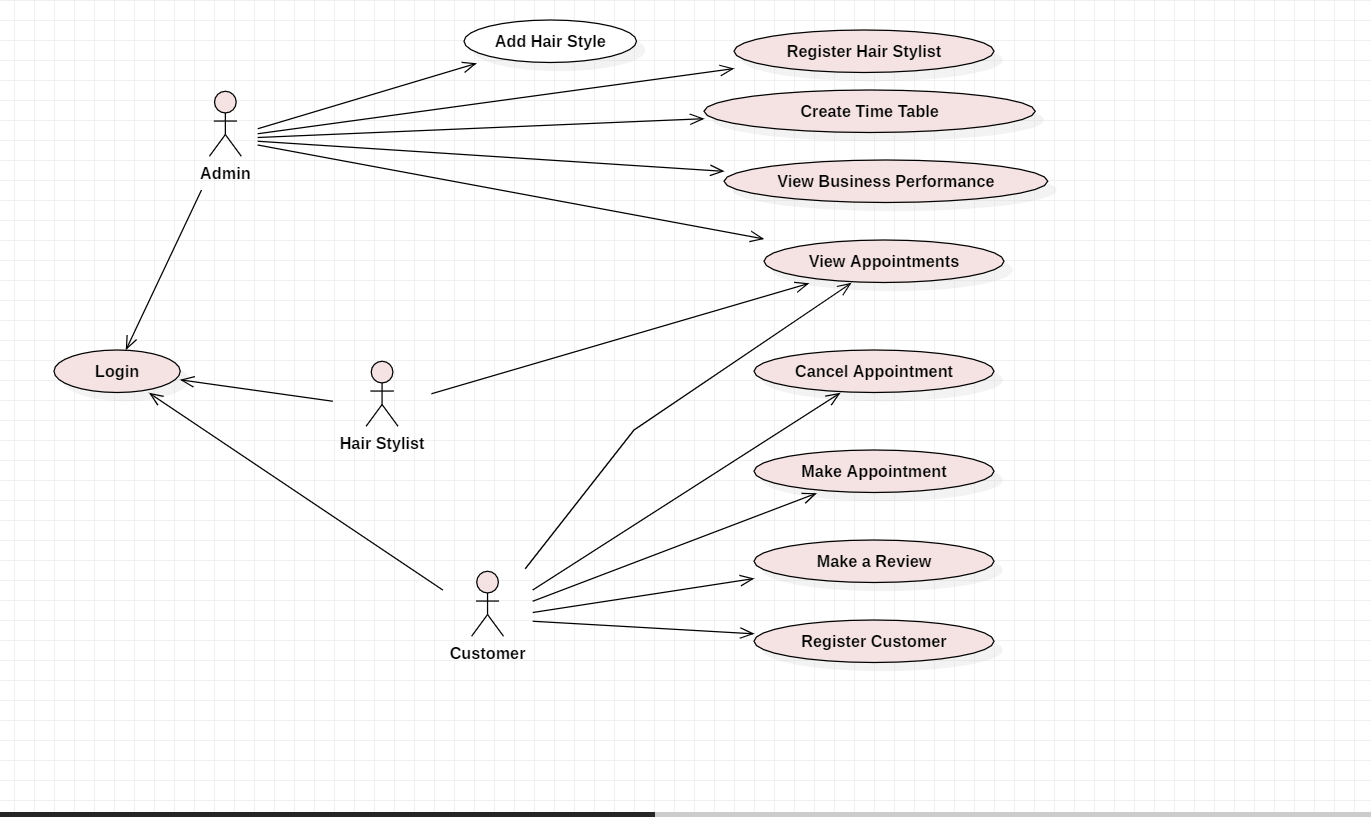 Add Hair Style
Register Hair Stylist
Create Time Table
Admin
View Business Performance
View Appointments
Login
Cancel Appointment
Hair Stylist
Make Appointment
Make a Review
Register Customer
Customer